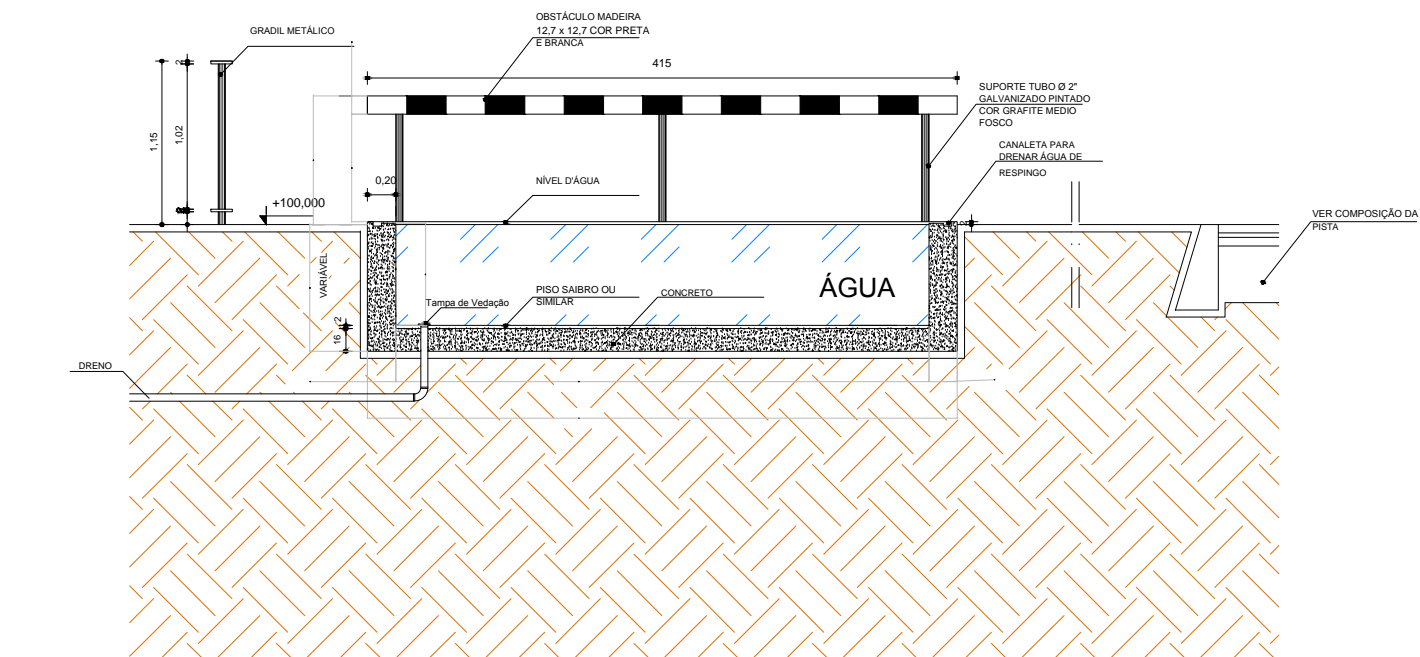 OBSTÁCULO MADEIRA
12,7 x 12,7 COR PRETA
E BRANCA
GRADIL METÁLICO
415
2
1,15
1,02
SUPORTE TUBO Ø 2"
GALVANIZADO PINTADO
COR GRAFITE MEDIO
FOSCO
CANALETA PARA
DRENAR ÁGUA DE
RESPINGO
0,20
NÍVEL D'ÁGUA
+100,000
VER COMPOSIÇÃO DA
PISTA
VARIÁVEL
ÁGUA
PISO SAIBRO OU
SIMILAR
CONCRETO
Tampa de Vedação
2
16
DRENO